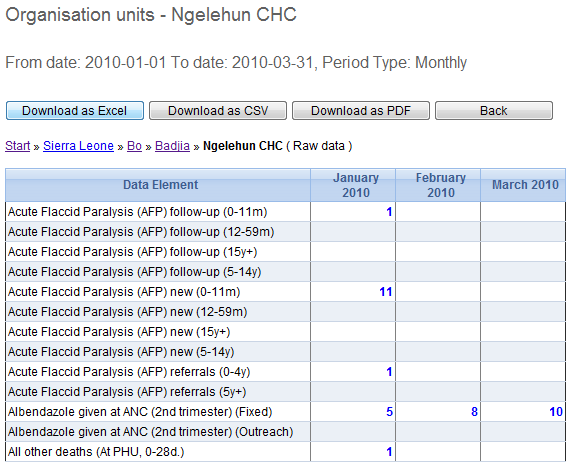 Organisation units - Ngelehun CHC
From date: 2010-01-01 To date: 2010-03-31, Period Type: Monthly
Download as Excel Download as CSV Download as PDF Back
Start » Sierra Leone » Bo » Badjia » Ngelehun CHC ( Raw data )
Data Element January 2010 February 2010 March 2010
Acute Flaccid Paralysis (AFP) follow-up (0-11m) 1
Acute Flaccid Paralysis (AFP) follow-up (12-59m)
Acute Flaccid Paralysis (AFP) follow-up (15y+)
Acute Flaccid Paralysis (AFP) follow-up (5-14y)
Acute Flaccid Paralysis (AFP) new (0-11m) 11
Acute Flaccid Paralysis (AFP) new (12-59m)
Acute Flaccid Paralysis (AFP) new (15y+)
Acute Flaccid Paralysis (AFP) new (5-14y)
Acute Flaccid Paralysis (AFP) referrals (0-4y) 1
Acute Flaccid Paralysis (AFP) referrals (5y+)
Albendazole given at ANC (2nd trimester) (Fixed) 5 8 10
Albendazole given at ANC (2nd trimester) (Outreach)
All other deaths (At PHU, 0-28d.) 1